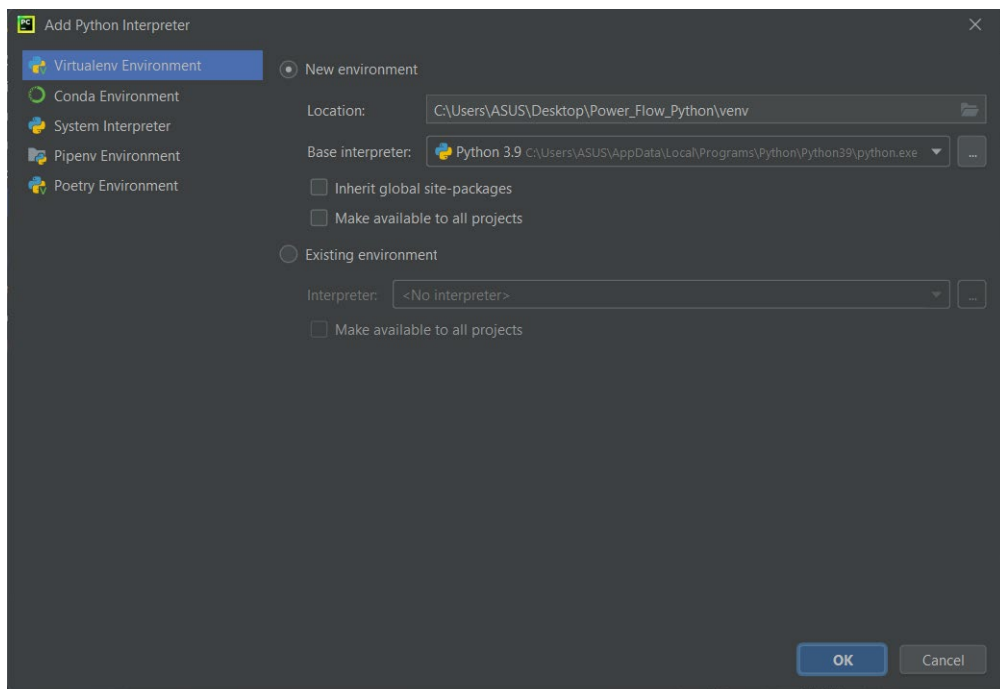 Add Python Interpreter
Virtualenv Environment
Conda Environment
System Interpreter
Pipenv Environment
Poetry Environment
New environment
Location: C:\Users\ASUS\Desktop\Power_Flow_Python\venv
Base interpreter: Python 3.9 C:\Users\ASUS\AppData\Local\Programs\Python\Python39\python.exe ...
Inherit global site-packages
Make available to all projects
Existing environment
Interpreter: <No interpreter> ...
Make available to all projects
OK Cancel